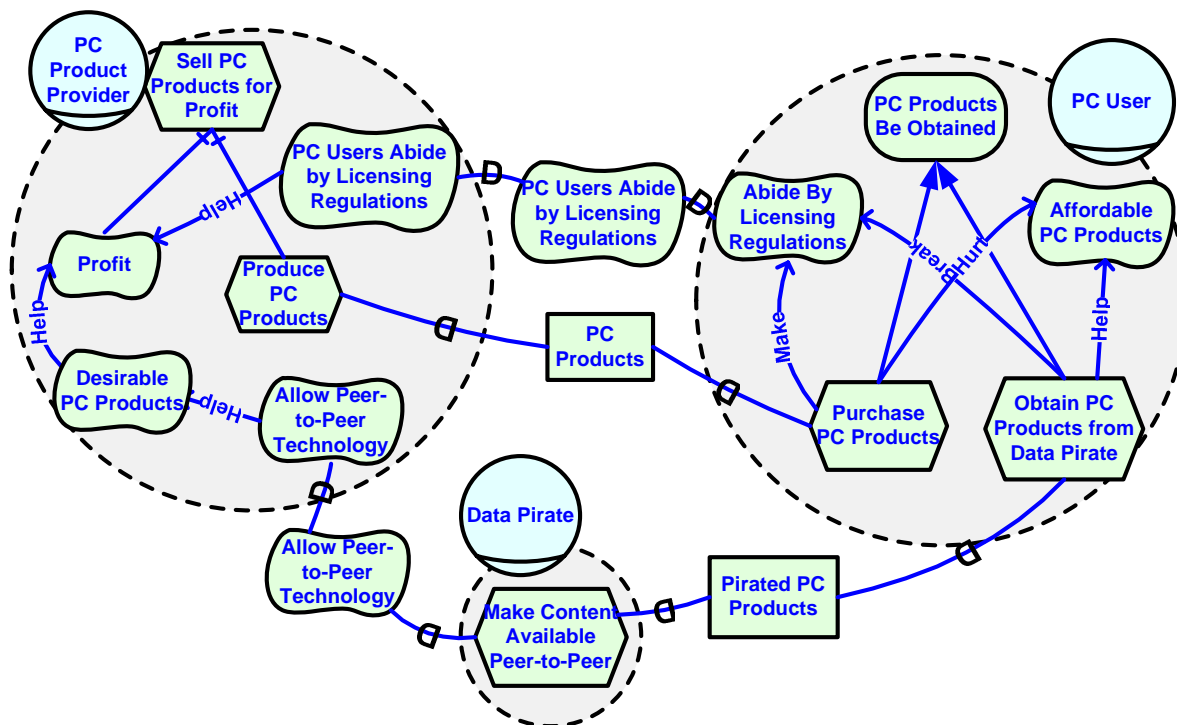 PC
Product
Provider
Sell PC
Products for
Profit
PC Users Abide
by Licensing
Regulations
Help
Profit
Produce
PC
Products
Help
Desirable
PC Products
Help
Allow Peer-
to-Peer
Technology
D
PC Users Abide
by Licensing
Regulations
D
D
PC
Products
D
PC User
PC Products
Be Obtained
Abide By
Licensing
Regulations
Affordable
PC Products
Break
Hurt
Make
Help
Purchase
PC Products
Obtain PC
Products from
Data Pirate
D
Allow Peer-
to-Peer
Technology
D
Data Pirate
Make Content
Available
Peer-to-Peer
D
Pirated PC
Products
D